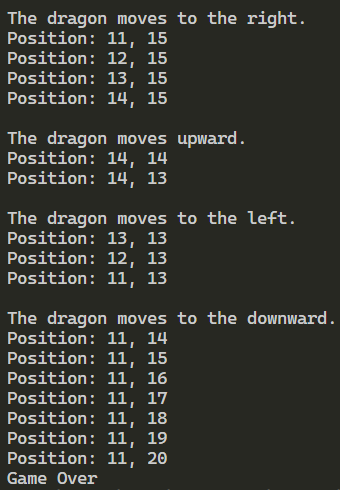 The dragon moves to the right.
Position: 11, 15
Position: 12, 15
Position: 13, 15
Position: 14, 15

The dragon moves upward.
Position: 14, 14
Position: 14, 13

The dragon moves to the left.
Position: 13, 13
Position: 12, 13
Position: 11, 13

The dragon moves to the downward.
Position: 11, 14
Position: 11, 15
Position: 11, 16
Position: 11, 17
Position: 11, 18
Position: 11, 19
Position: 11, 20
Game Over